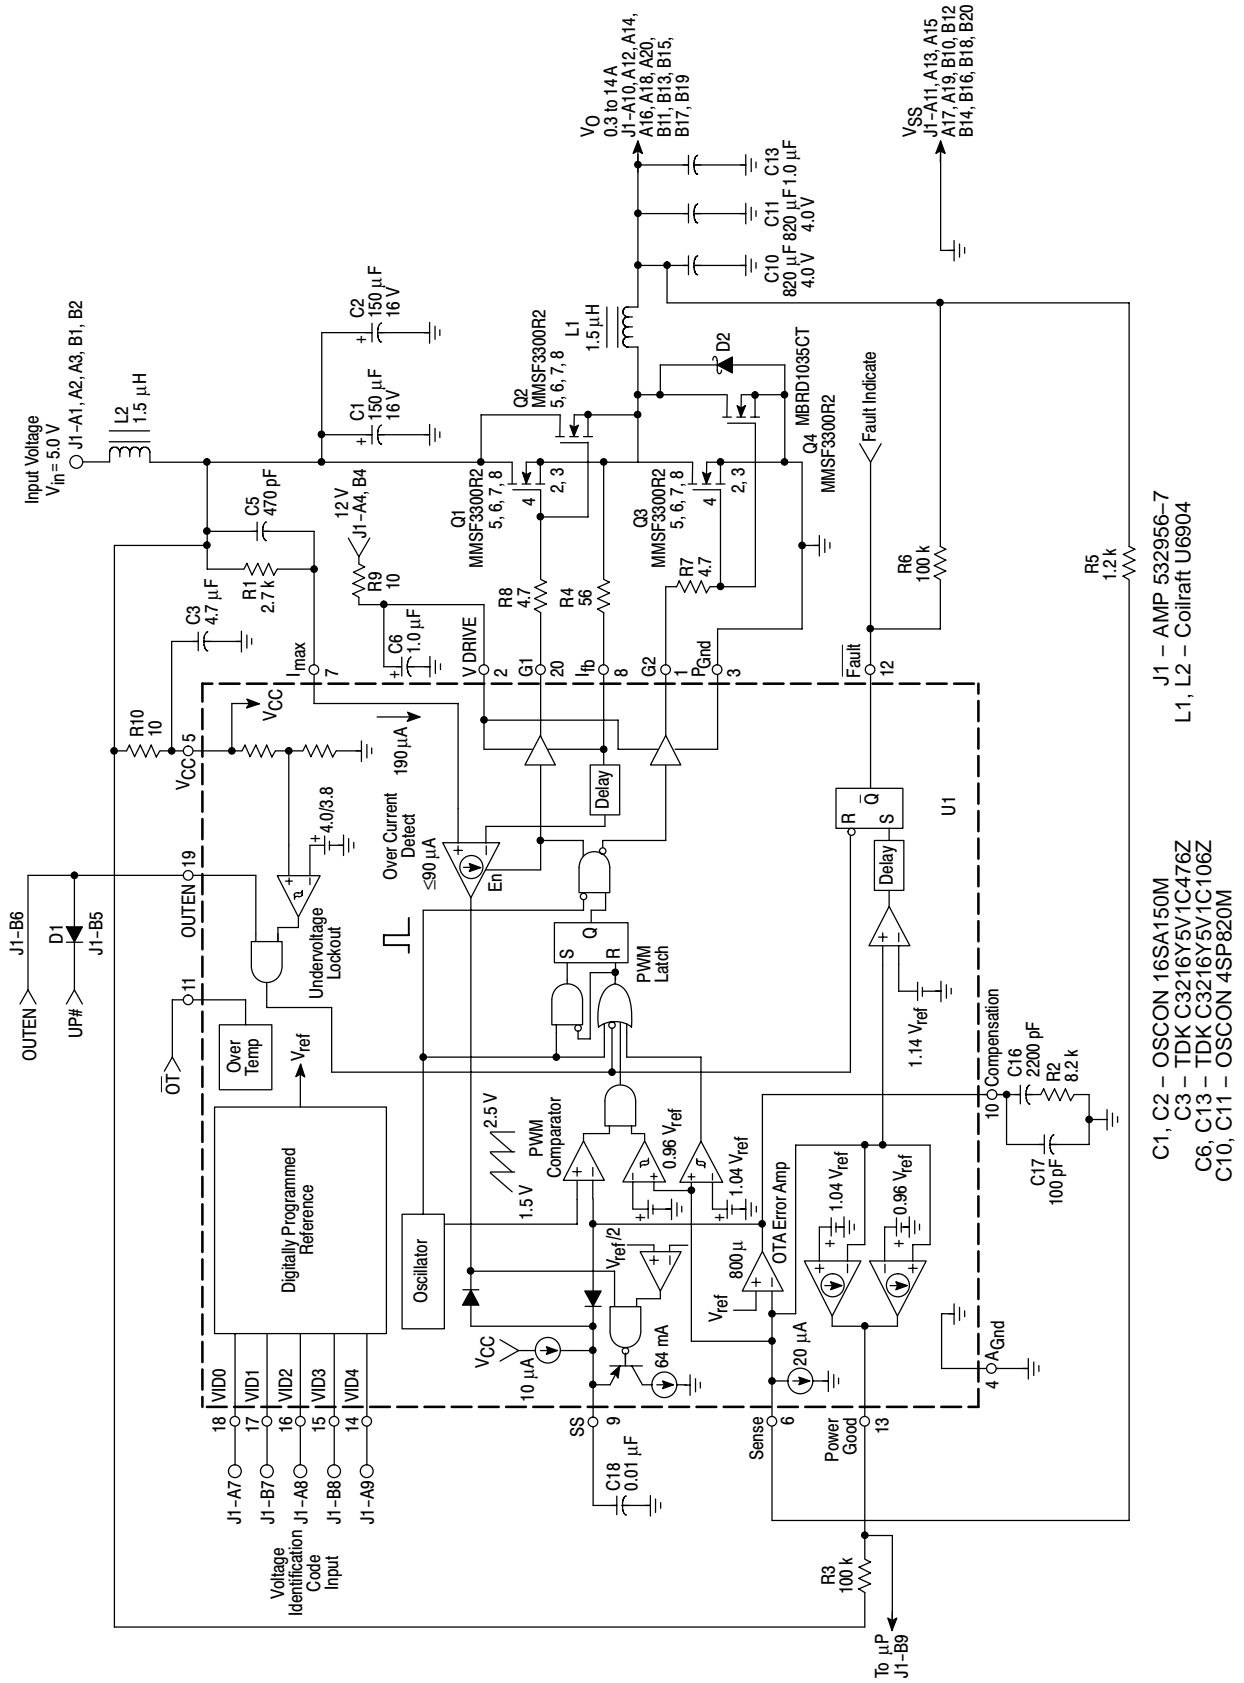 Input Voltage
Vin = 5.0 V
J1–A1, A2, A3, B1, B2
L2
1.5 μH
C5
470 pF
R1
2.7 k
C3
4.7 μF
R10
10
VCC
5
VCC
OUTEN
J1–B6
D1
UP#
J1–B5
OUTEN
19
OT
11
Over
Temp
Undervoltage
Lockout
4.0/3.8
+
–
+
Imax
7
190 μA
Over Current
Detect
≤90 μA
+
–
En
Delay
12 V
J1–A4, B4
R9
10
C6
1.0 μF
+
V DRIVE
2
G1
20
Ifb
8
G2
1
PGnd
3
Fault
12
R8
4.7
R4
56
R7
4.7
C1
150 μF
16 V
+
C2
150 μF
16 V
+
Q1
MMSF3300R2
5, 6, 7, 8
4
2, 3
Q2
MMSF3300R2
5, 6, 7, 8
Q3
MMSF3300R2
5, 6, 7, 8
4
2, 3
Q4
MMSF3300R2
MBRD1035CT
D2
L1
1.5 μH
C10
820 μF
4.0 V
C11
820 μF
4.0 V
C13
1.0 μF
VO
0.3 to 14 A
J1–A10, A12, A14,
A16, A18, A20,
B11, B13, B15,
B17, B19
VSS
J1–A11, A13, A15
A17, A19, B10, B12
B14, B16, B18, B20
Fault Indicate
R6
100 k
R5
1.2 k
Digitally Programmed
Reference
Vref
Voltage
Identification
Code
Input
J1–A7
18
VID0
J1–B7
17
VID1
J1–A8
16
VID2
J1–B8
15
VID3
J1–A9
14
VID4
Oscillator
1.5 V
2.5 V
PWM
Comparator
+
–
S
Q
R
PWM
Latch
–
+
+
0.96 Vref
+
–
+
1.04 Vref
VCC
10 μA
Vref/2
+
–
64 mA
SS
9
C18
0.01 μF
Vref
800 μ
+
–
OTA Error Amp
Sense
6
20 μA
Power
Good
13
+
–
+
1.04 Vref
–
+
+
0.96 Vref
AGnd
4
10
Compensation
C16
2200 pF
R2
8.2 k
C17
100 pF
1.14 Vref
+
+
–
Delay
R
Q
S
U1
R3
100 k
To μP
J1–B9
J1 – AMP 532956–7
L1, L2 – Coilcraft U6904
C1, C2 – OSCON 16SA150M
C3 – TDK C3216Y5V1C476Z
C6, C13 – TDK C3216Y5V1C106Z
C10, C11 – OSCON 4SP820M